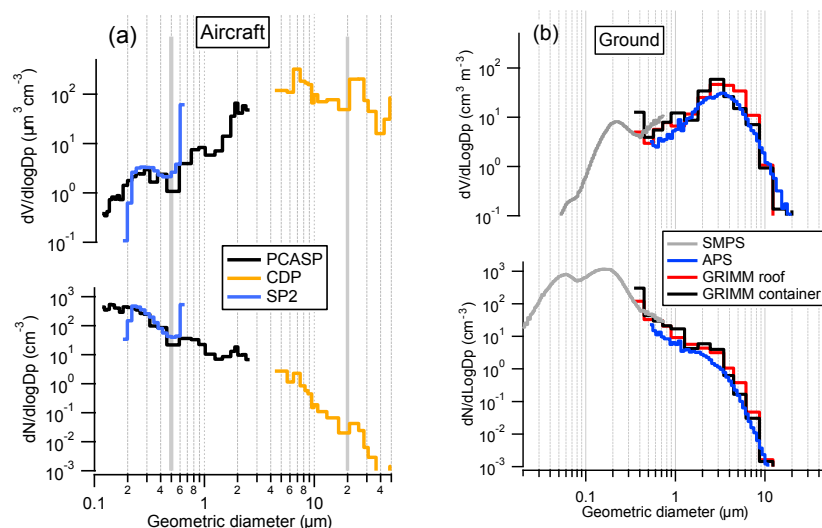 (a) Aircraft
dV/dlogDp (µm³ cm⁻³)
10²
10¹
10⁰
10⁻¹
PCASP
CDP
SP2
dN/dlogDp (cm⁻³)
10³
10²
10¹
10⁰
10⁻¹
10⁻²
10⁻³
0.1 2 4 6 8 1 2 4 6 8 10 2 4
Geometric diameter (µm)
(b) Ground
dV/dLogDp (cm³ m⁻³)
10²
10¹
10⁰
10⁻¹
SMPS
APS
GRIMM roof
GRIMM container
dN/dLogDp (cm⁻³)
10³
10²
10¹
10⁰
10⁻¹
10⁻²
10⁻³
0.1 1 10
Geometric diameter (µm)